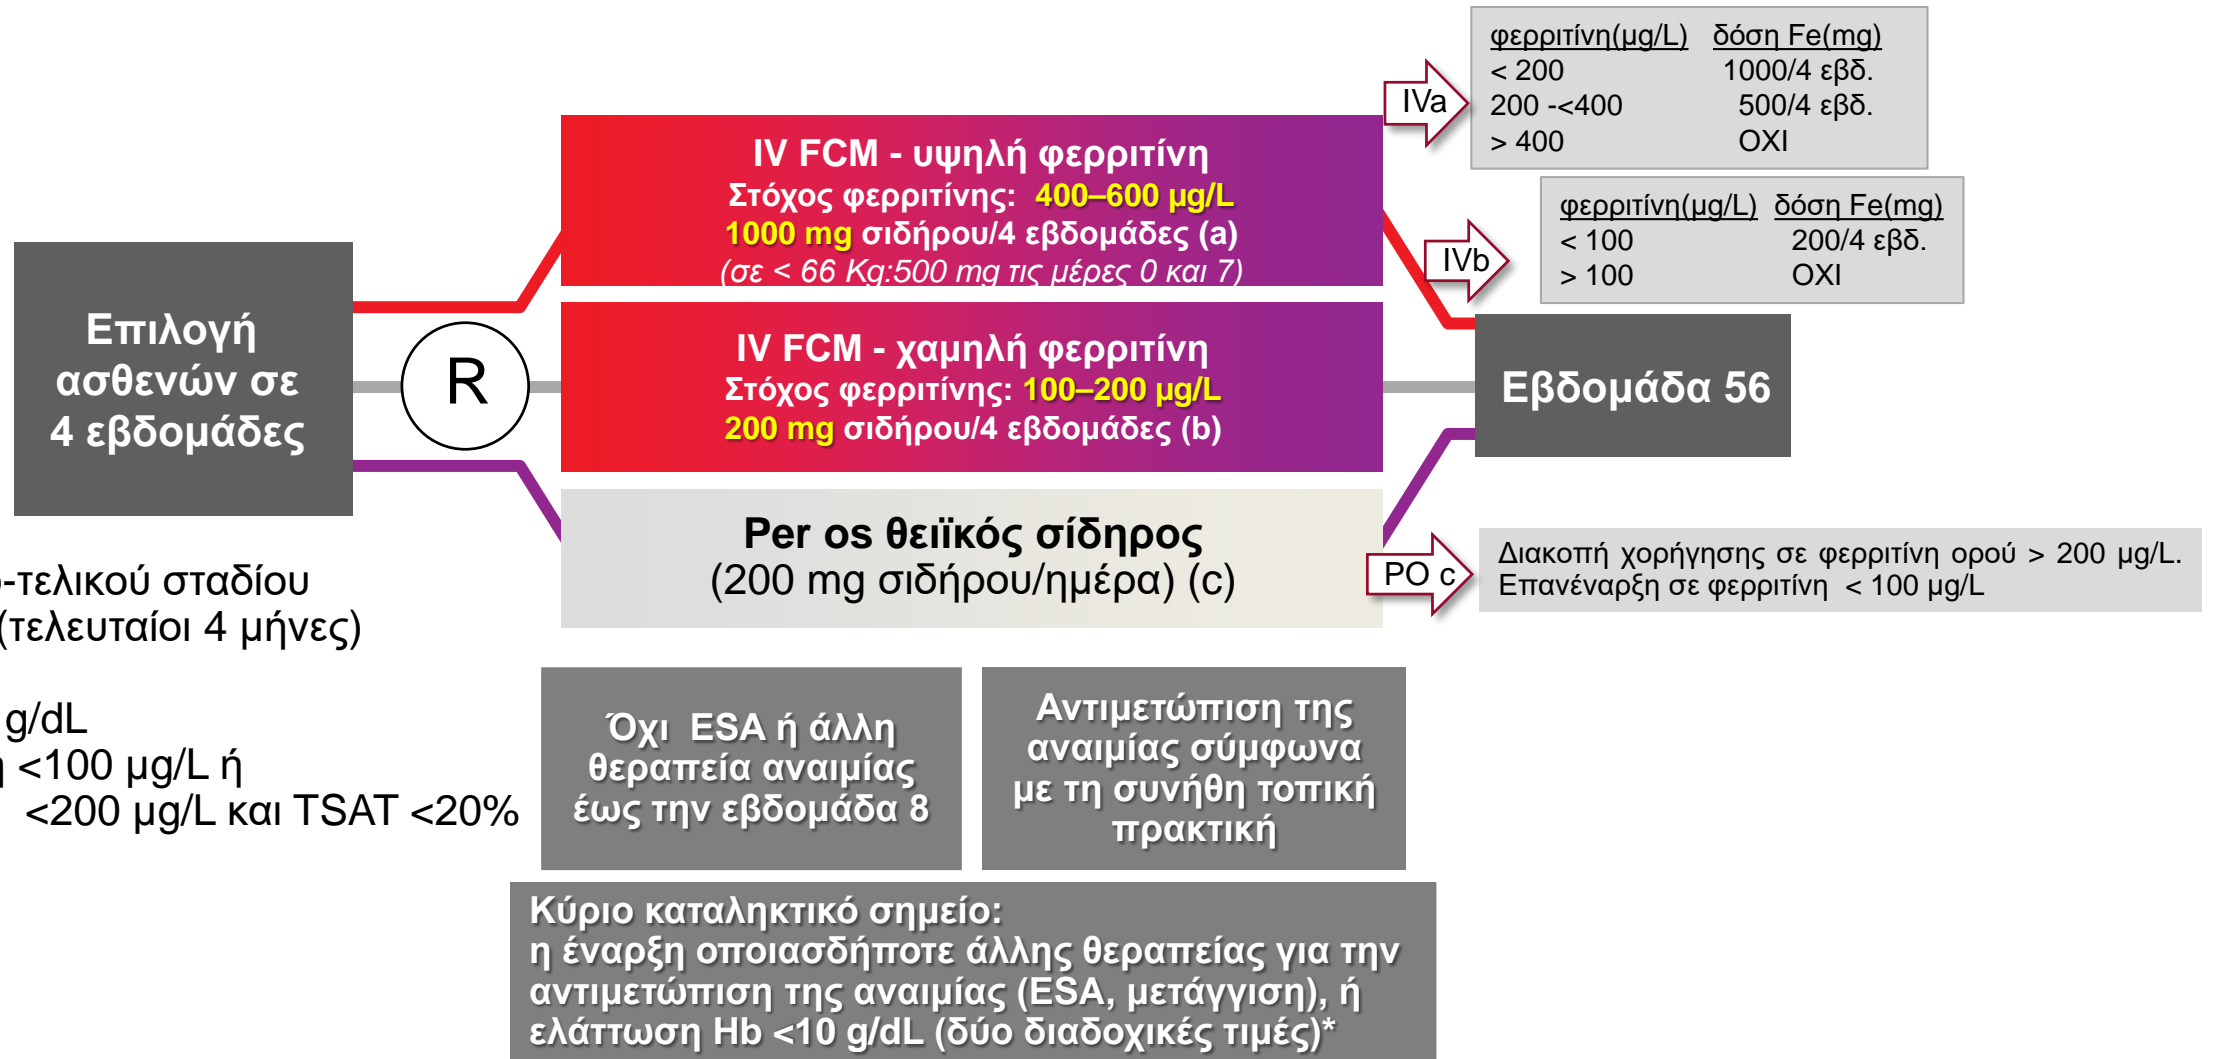 Επιλογή
ασθενών σε
4 εβδομάδες
R
IV FCM - υψηλή φερριτίνη
Στόχος φερριτίνης: 400–600 μg/L
1000 mg σιδήρου/4 εβδομάδες (a)
(σε < 66 Kg:500 mg τις μέρες 0 και 7)
IV FCM - χαμηλή φερριτίνη
Στόχος φερριτίνης: 100–200 μg/L
200 mg σιδήρου/4 εβδομάδες (b)
Per os θειϊκός σίδηρος
(200 mg σιδήρου/ημέρα) (c)
IVa
φερριτίνη(μg/L) δόση Fe(mg)
< 200 1000/4 εβδ.
200 -<400 500/4 εβδ.
> 400 ΟΧΙ
IVb
φερριτίνη(μg/L) δόση Fe(mg)
< 100 200/4 εβδ.
> 100 ΟΧΙ
Εβδομάδα 56
PO c
Διακοπή χορήγησης σε φερριτίνη ορού > 200 μg/L.
Επανέναρξη σε φερριτίνη < 100 μg/L
-τελικού σταδίου
(τελευταίοι 4 μήνες)
g/dL
<100 μg/L ή
<200 μg/L και TSAT <20%
Όχι ESA ή άλλη
θεραπεία αναιμίας
έως την εβδομάδα 8
Αντιμετώπιση της
αναιμίας σύμφωνα
με τη συνήθη τοπική
πρακτική
Κύριο καταληκτικό σημείο:
η έναρξη οποιασδήποτε άλλης θεραπείας για την
αντιμετώπιση της αναιμίας (ESA, μετάγγιση), ή
ελάττωση Hb <10 g/dL (δύο διαδοχικές τιμές)*